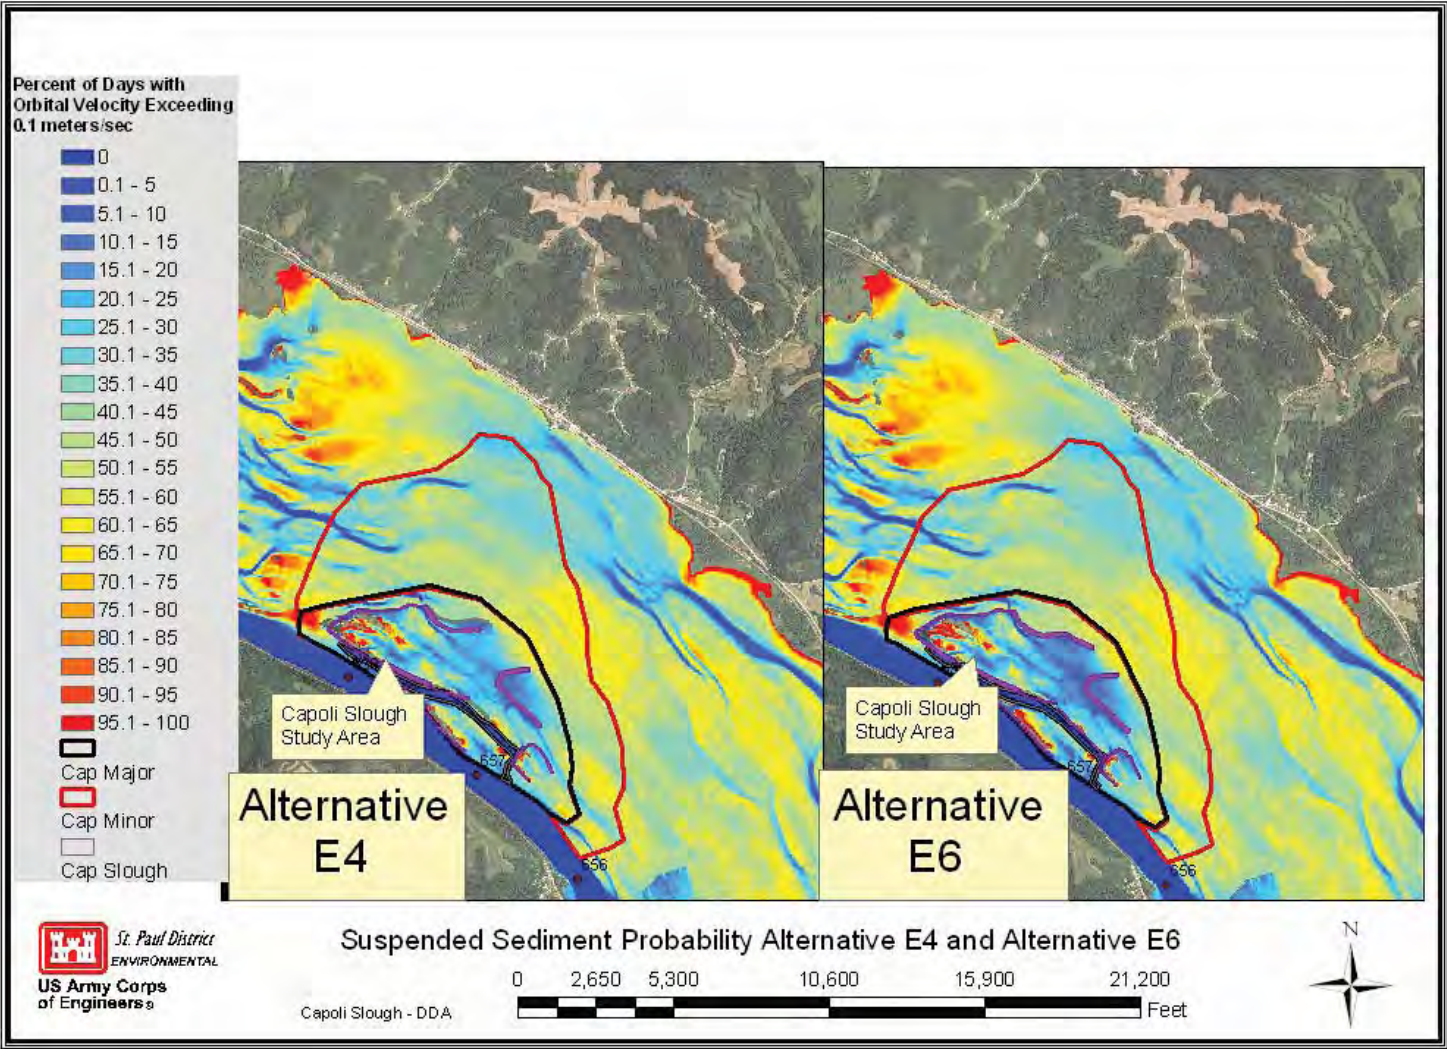 Percent of Days with
Orbital Velocity Exceeding
0.1 meters/sec
0
0.1 - 5
5.1 - 10
10.1 - 15
15.1 - 20
20.1 - 25
25.1 - 30
30.1 - 35
35.1 - 40
40.1 - 45
45.1 - 50
50.1 - 55
55.1 - 60
60.1 - 65
65.1 - 70
70.1 - 75
75.1 - 80
80.1 - 85
85.1 - 90
90.1 - 95
95.1 - 100
Cap Major
Cap Minor
Cap Slough
Capoli Slough
Study Area
657
Alternative
E4
656
Capoli Slough
Study Area
657
Alternative
E6
656
St. Paul District
ENVIRONMENTAL
US Army Corps
of Engineers®
Suspended Sediment Probability Alternative E4 and Alternative E6
0 2,650 5,300 10,600 15,900 21,200
Feet
Capoli Slough - DDA
N